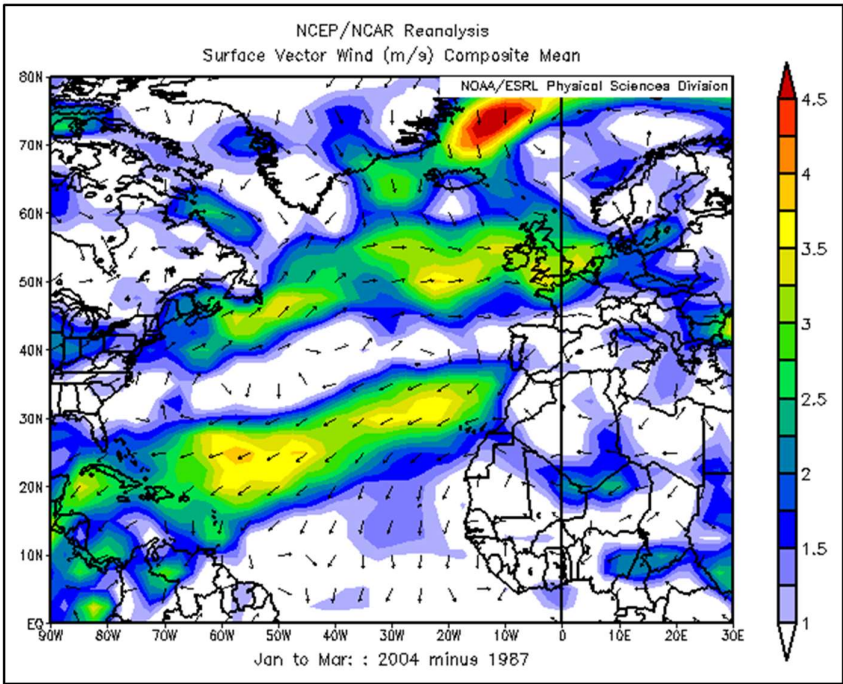 NCEP/NCAR Reanalysis
Surface Vector Wind (m/s) Composite Mean
NOAA/ESRL Physical Sciences Division
80N
70N
60N
50N
40N
30N
20N
10N
EQ
90W 80W 70W 60W 50W 40W 30W 20W 10W 0 10E 20E 30E
4.5
4
3.5
3
2.5
2
1.5
1
Jan to Mar: : 2004 minus 1987